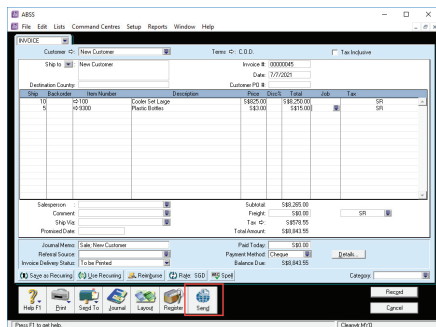 ABSS
File Edit Lists Command Centres Setup Reports Window Help
INVOICE
Customer ⇨: New Customer Terms ⇨: C.O.D. Tax Inclusive
Ship to : New Customer Invoice #: 00000045
Date: 7/7/2021
Destination Country: Customer PO #:
Ship Backorder Item Number Description Price Disc% Total Job Tax
10 ⇨100 Cooler Set Large S$825.00 S$8,250.00 SR
5 ⇨9300 Plastic Bottles S$3.00 S$15.00 SR
Salesperson : Subtotal: S$8,265.00
Comment: Freight: S$0.00 SR
Ship Via: Tax ⇨: S$578.55
Promised Date: Total Amount: S$8,843.55
Journal Memo: Sale; New Customer Paid Today: S$0.00
Referral Source: Payment Method: Cheque Details...
Invoice Delivery Status: To be Printed Balance Due: S$8,843.55
Save as Recurring Use Recurring Reimburse Rate: SGD Spell Category:
Help F1 Print Send To Journal Layout Register Send Record
Cancel
Press F1 to get help. Clearwtr.MYO